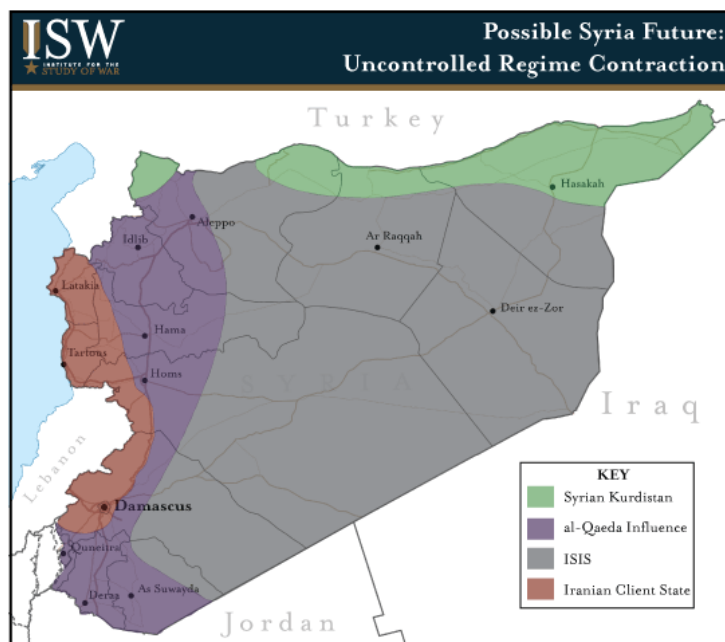 ISW
INSTITUTE FOR THE
STUDY OF WAR
Possible Syria Future:
Uncontrolled Regime Contraction
Turkey
Hasakah
Aleppo
Idlib
Ar Raqqah
Latakia
Deir ez-Zor
Hama
Tartous
Homs
SYRIA
Iraq
Lebanon
Damascus
Quneitra
As Suwayda
Deraa
Jordan
KEY
Syrian Kurdistan
al-Qaeda Influence
ISIS
Iranian Client State